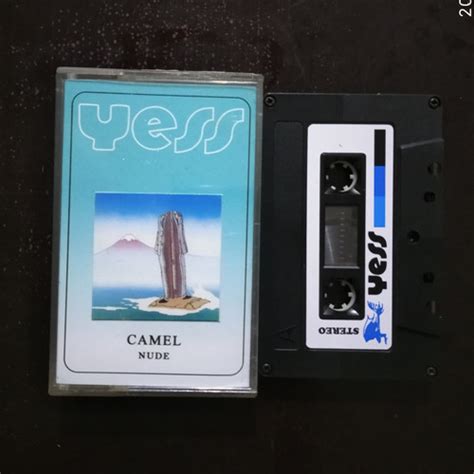 Yess
CAMEL
NUDE
A
Yess
STEREO
20